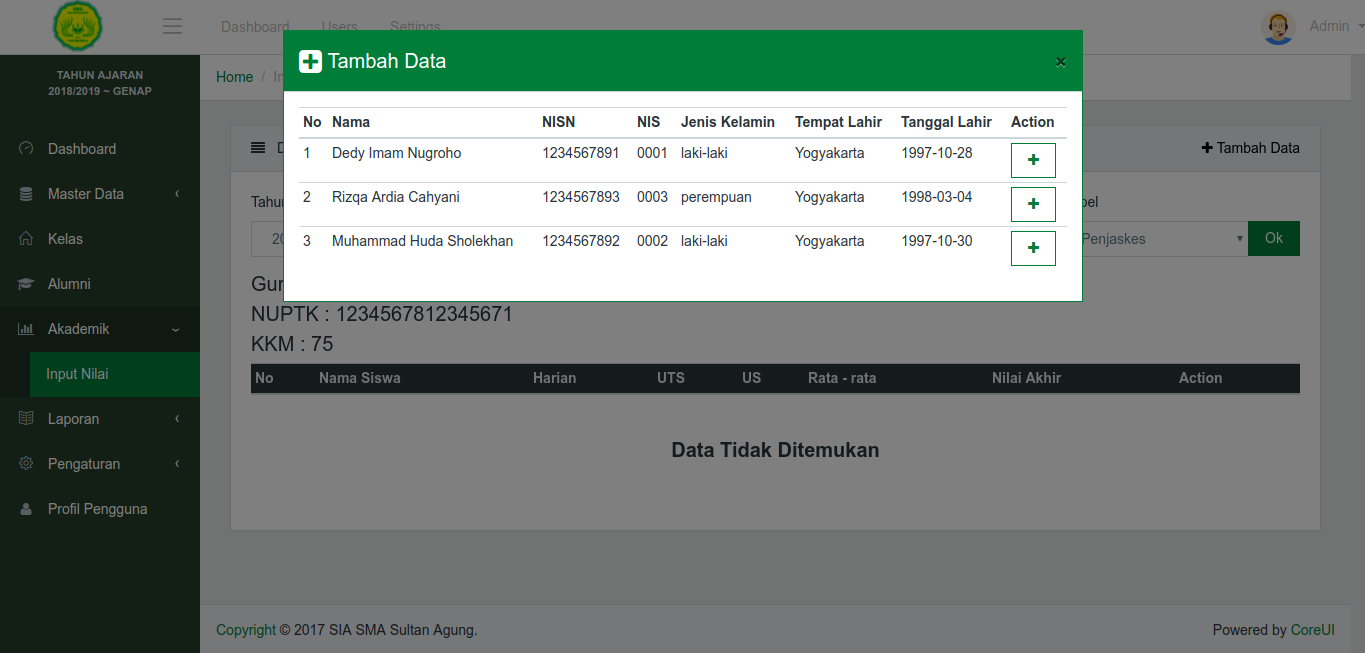 Dashboard Users Settings Admin
TAHUN AJARAN
2018/2019 ~ GENAP
Home /
Tambah Data ×
No Nama NISN NIS Jenis Kelamin Tempat Lahir Tanggal Lahir Action
1 Dedy Imam Nugroho 1234567891 0001 laki-laki Yogyakarta 1997-10-28 +
2 Rizqa Ardia Cahyani 1234567893 0003 perempuan Yogyakarta 1998-03-04 +
3 Muhammad Huda Sholekhan 1234567892 0002 laki-laki Yogyakarta 1997-10-30 +
Dashboard
Master Data
Kelas
Alumni
Akademik
Input Nilai
Laporan
Pengaturan
Profil Pengguna
+ Tambah Data
Penjaskes Ok
NUPTK : 1234567812345671
KKM : 75
No Nama Siswa Harian UTS US Rata - rata Nilai Akhir Action
Data Tidak Ditemukan
Copyright © 2017 SIA SMA Sultan Agung. Powered by CoreUI